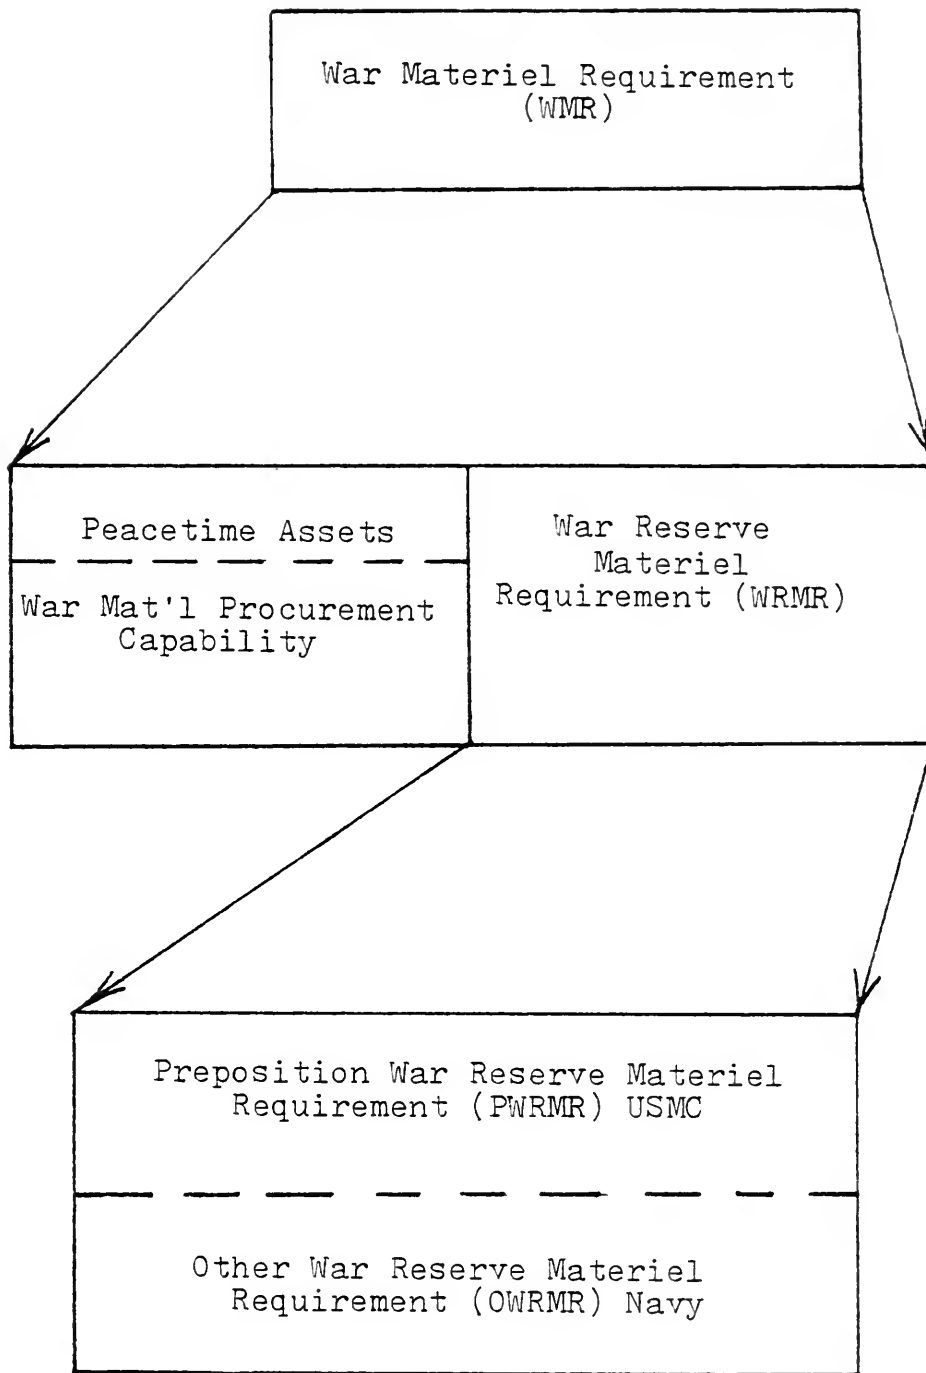 War Materiel Requirement
(WMR)
Peacetime Assets
War Mat'l Procurement
Capability
War Reserve
Materiel
Requirement (WRMR)
Preposition War Reserve Materiel
Requirement (PWRMR) USMC
Other War Reserve Materiel
Requirement (OWRMR) Navy